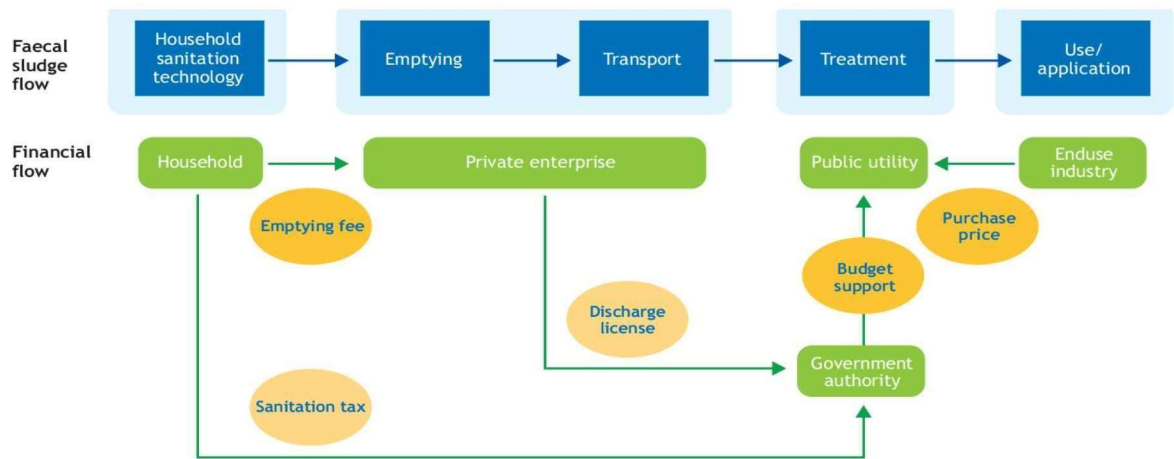 Faecal
sludge
flow
Household
sanitation
technology
Emptying
Transport
Treatment
Use/
application
Financial
flow
Household
Private enterprise
Public utility
Enduse
industry
Emptying fee
Purchase
price
Budget
support
Discharge
license
Government
authority
Sanitation tax